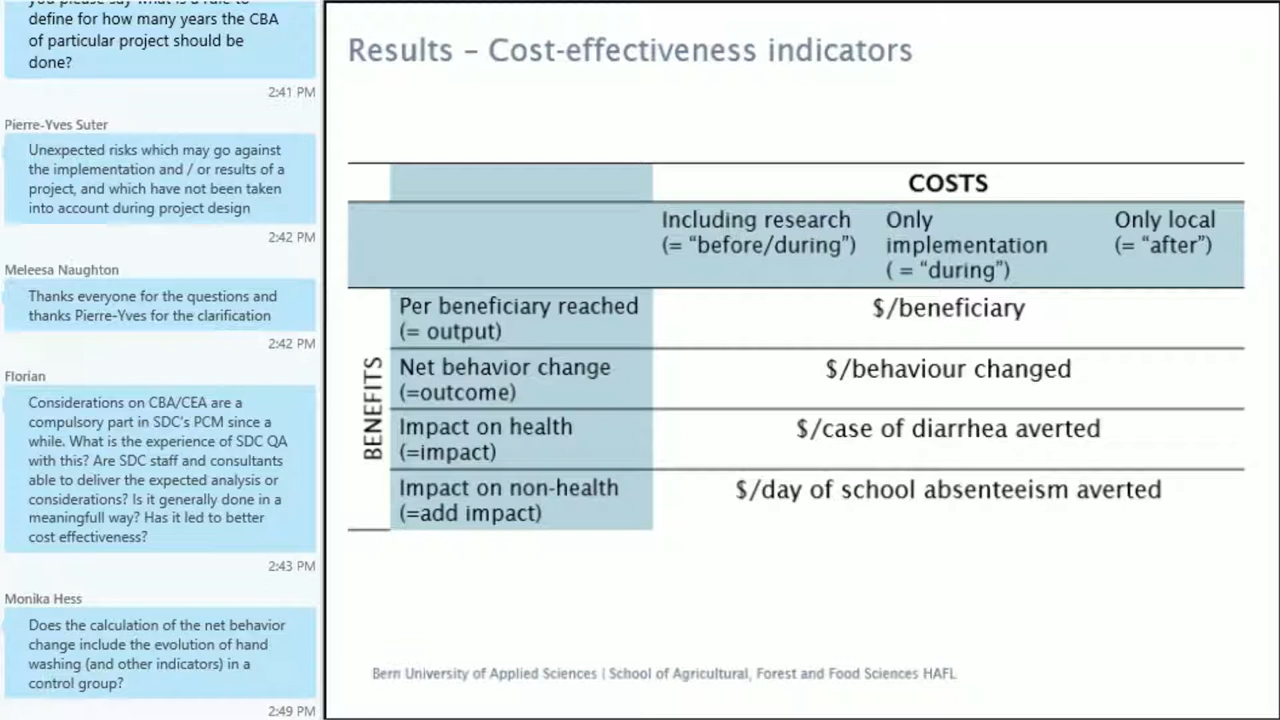 you please say what is a rule to
define for how many years the CBA
of particular project should be
done?
2:41 PM
Pierre-Yves Suter
Unexpected risks which may go against
the implementation and / or results of a
project, and which have not been taken
into account during project design
2:42 PM
Meleesa Naughton
Thanks everyone for the questions and
thanks Pierre-Yves for the clarification
2:42 PM
Florian
Considerations on CBA/CEA are a
compulsory part in SDC's PCM since a
while. What is the experience of SDC QA
with this? Are SDC staff and consultants
able to deliver the expected analysis or
considerations? Is it generally done in a
meaningfull way? Has it led to better
cost effectiveness?
2:43 PM
Monika Hess
Does the calculation of the net behavior
change include the evolution of hand
washing (and other indicators) in a
control group?
2:49 PM
Results – Cost-effectiveness indicators
COSTS
Including research
(= “before/during”)
Only
implementation
( = “during”)
Only local
(= “after”)
BENEFITS
Per beneficiary reached
(= output)
$/beneficiary
Net behavior change
(=outcome)
$/behaviour changed
Impact on health
(=impact)
$/case of diarrhea averted
Impact on non-health
(=add impact)
$/day of school absenteeism averted
Bern University of Applied Sciences | School of Agricultural, Forest and Food Sciences HAFL